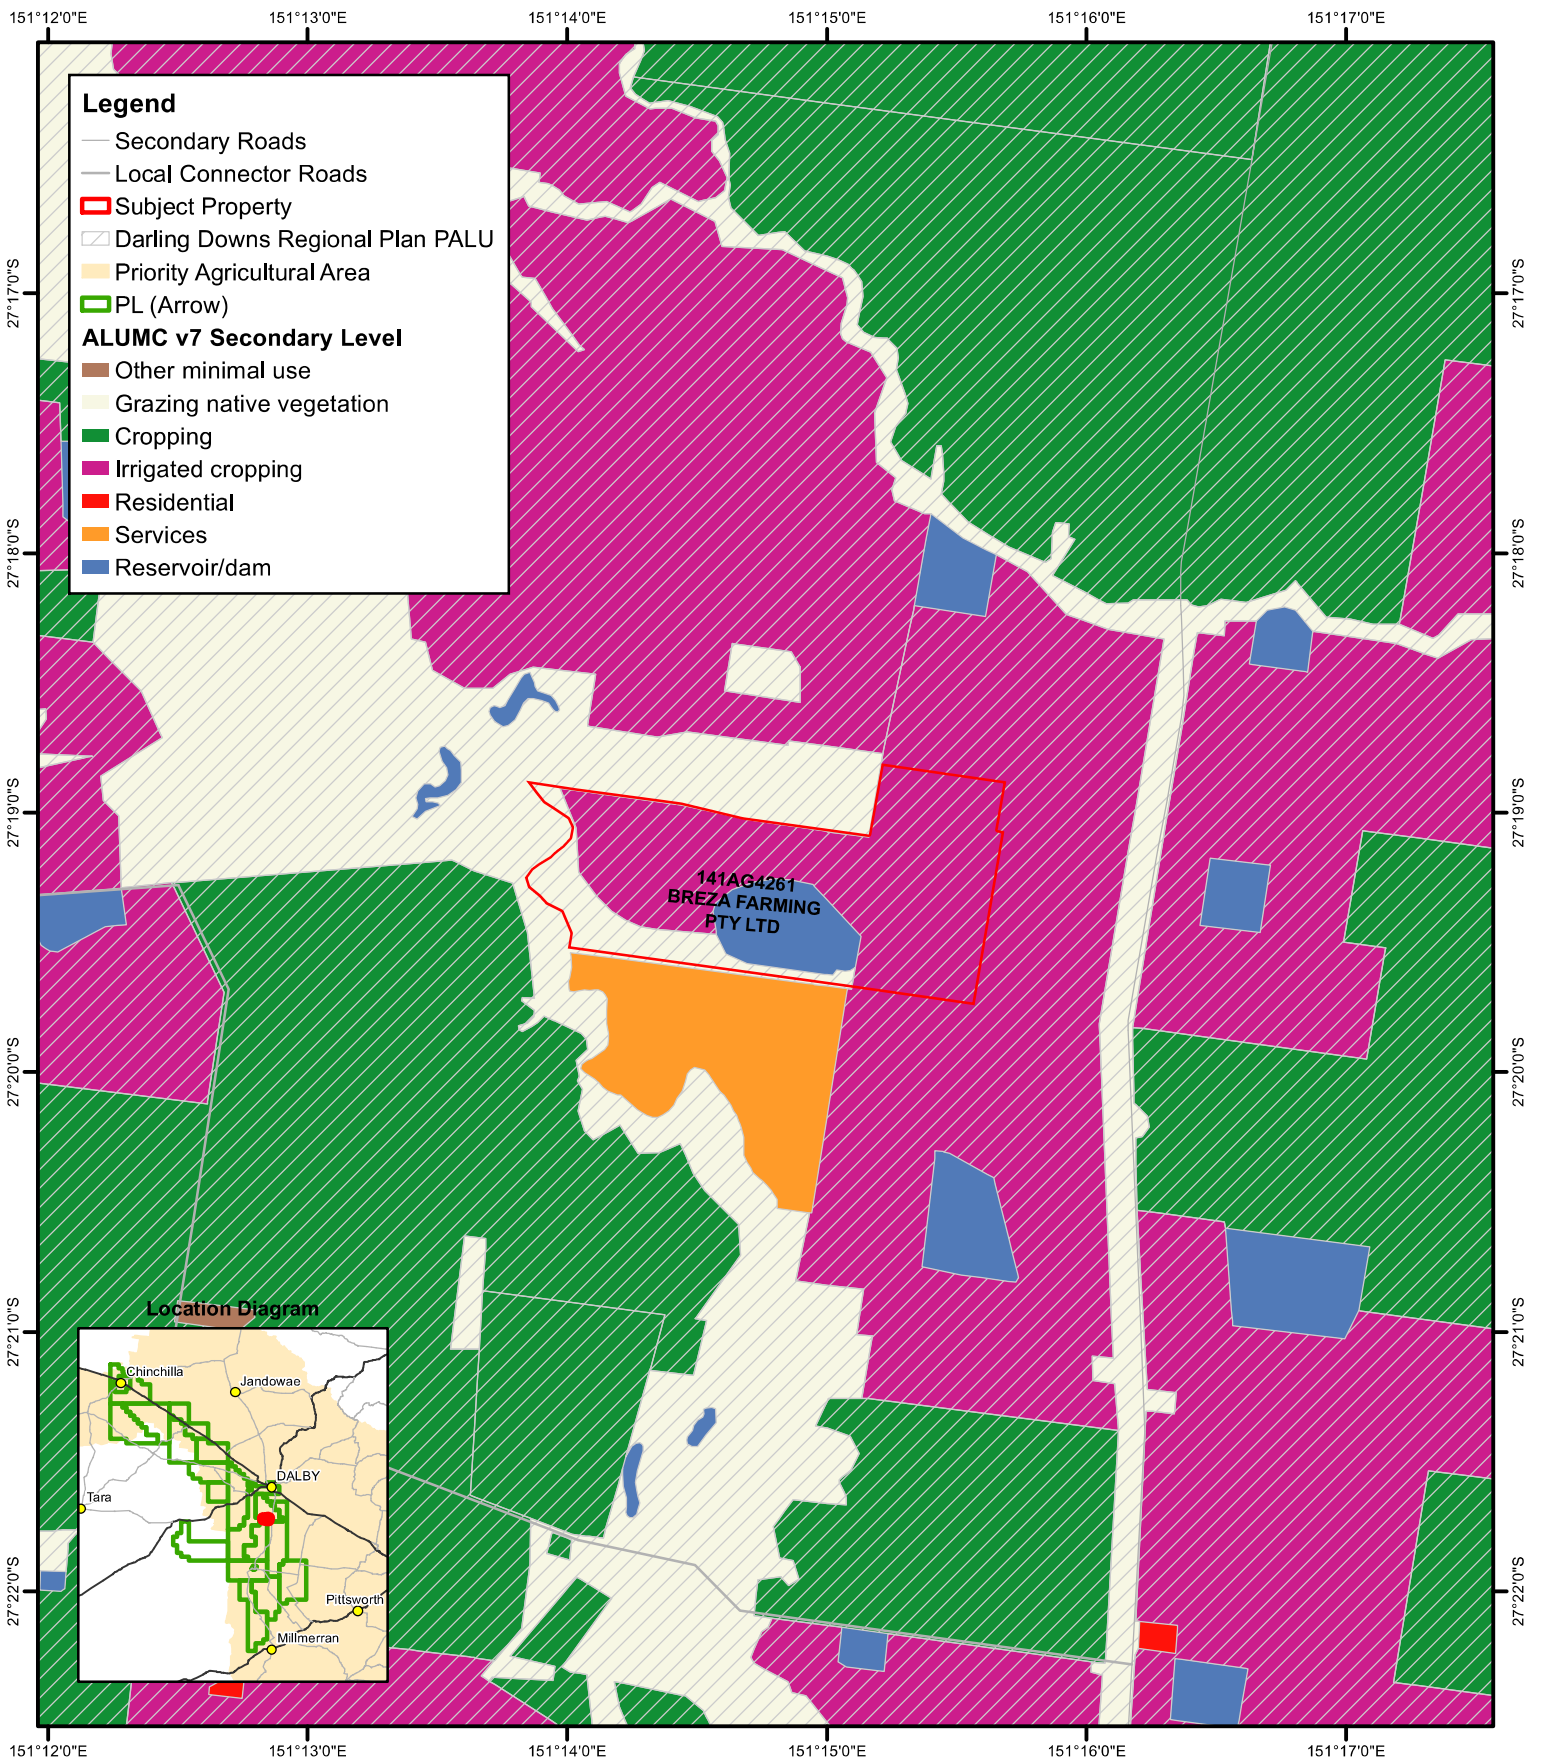 151°12'0"E 151°13'0"E 151°14'0"E 151°15'0"E 151°16'0"E 151°17'0"E
Legend
Secondary Roads
Local Connector Roads
Subject Property
Darling Downs Regional Plan PALU
Priority Agricultural Area
PL (Arrow)
ALUMC v7 Secondary Level
Other minimal use
Grazing native vegetation
Cropping
Irrigated cropping
Residential
Services
Reservoir/dam
27°17'0"S 27°17'0"S
27°18'0"S 27°18'0"S
27°19'0"S 27°19'0"S
141AG4261
BREZA FARMING
PTY LTD
27°20'0"S 27°20'0"S
27°21'0"S 27°21'0"S
Location Diagram
Chinchilla
Jandowae
DALBY
Tara
Pittsworth
Millmerran
27°22'0"S 27°22'0"S
151°12'0"E 151°13'0"E 151°14'0"E 151°15'0"E 151°16'0"E 151°17'0"E